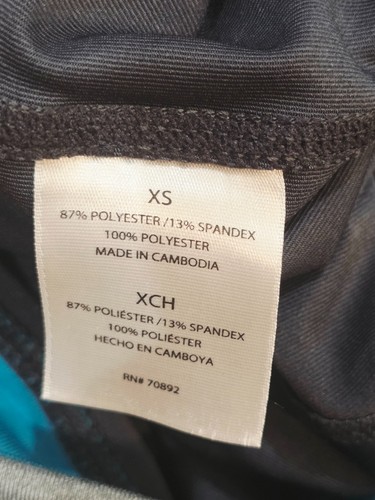 XS
87% POLYESTER /13% SPANDEX
100% POLYESTER
MADE IN CAMBODIA
XCH
87% POLIÉSTER /13% SPANDEX
100% POLIÉSTER
HECHO EN CAMBOYA
RN# 70892